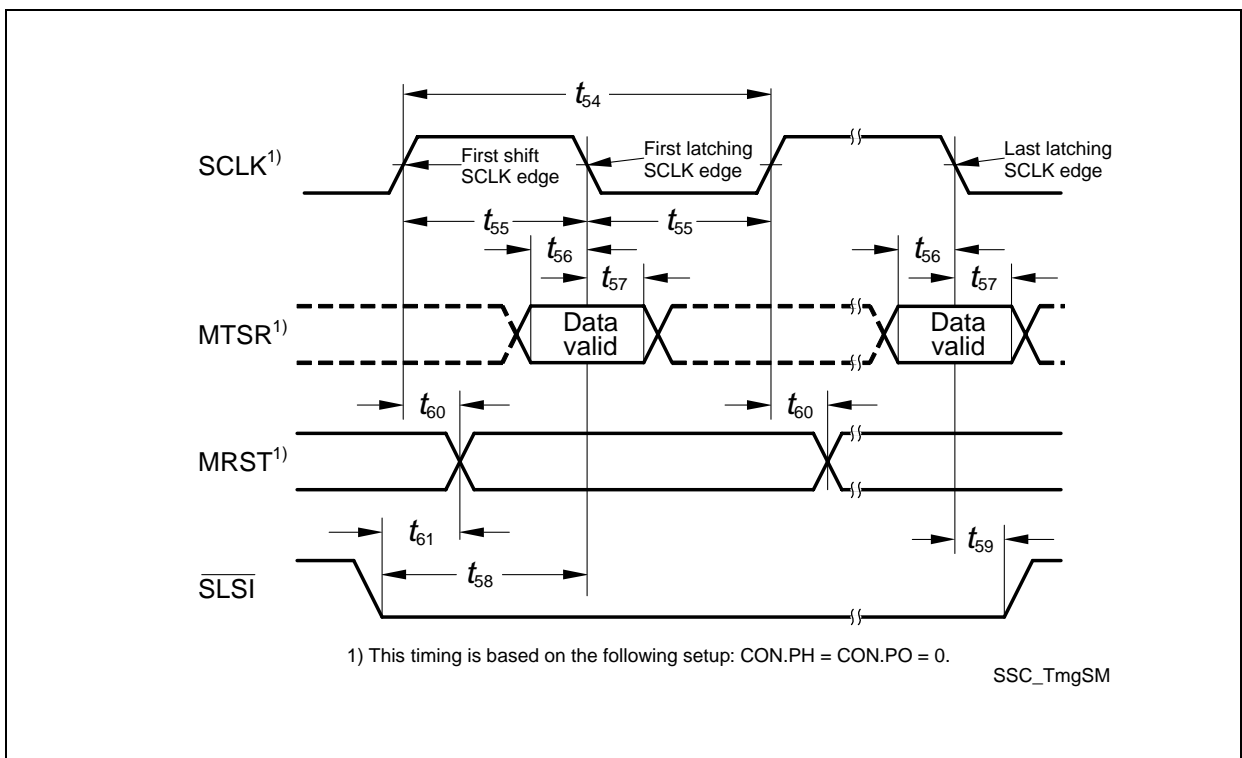 t54
SCLK1)
First shift
SCLK edge
First latching
SCLK edge
Last latching
SCLK edge
t55
t55
t56
t56
t57
t57
MTSR1)
Data
valid
Data
valid
t60
t60
MRST1)
t61
t59
SLSI
t58
1) This timing is based on the following setup: CON.PH = CON.PO = 0.
SSC_TmgSM